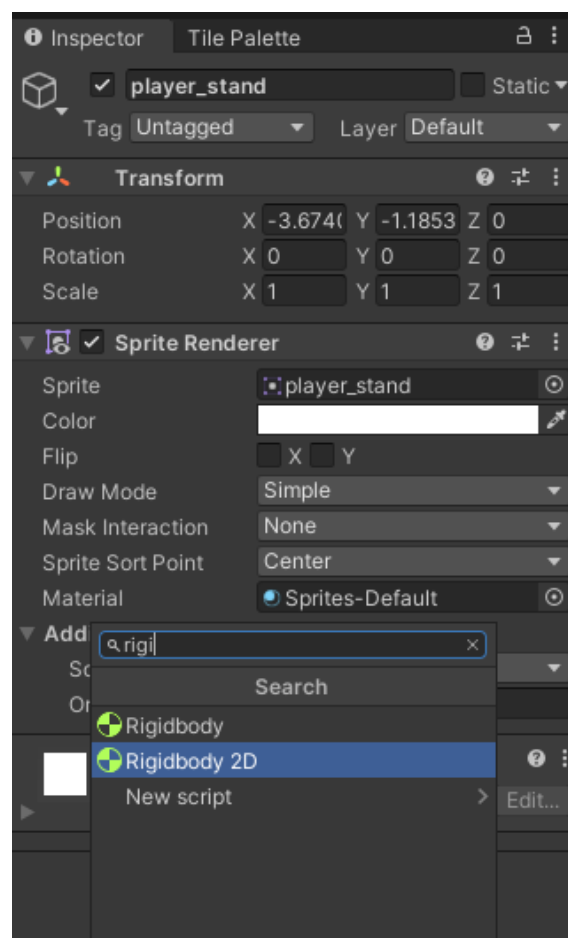 Inspector Tile Palette
player_stand Static
Tag Untagged Layer Default
Transform
Position X -3.674 Y -1.1853 Z 0
Rotation X 0 Y 0 Z 0
Scale X 1 Y 1 Z 1
Sprite Renderer
Sprite player_stand
Color
Flip X Y
Draw Mode Simple
Mask Interaction None
Sprite Sort Point Center
Material Sprites-Default
Add
rigi
So
Search
Or
Rigidbody
Rigidbody 2D
New script
Edit...